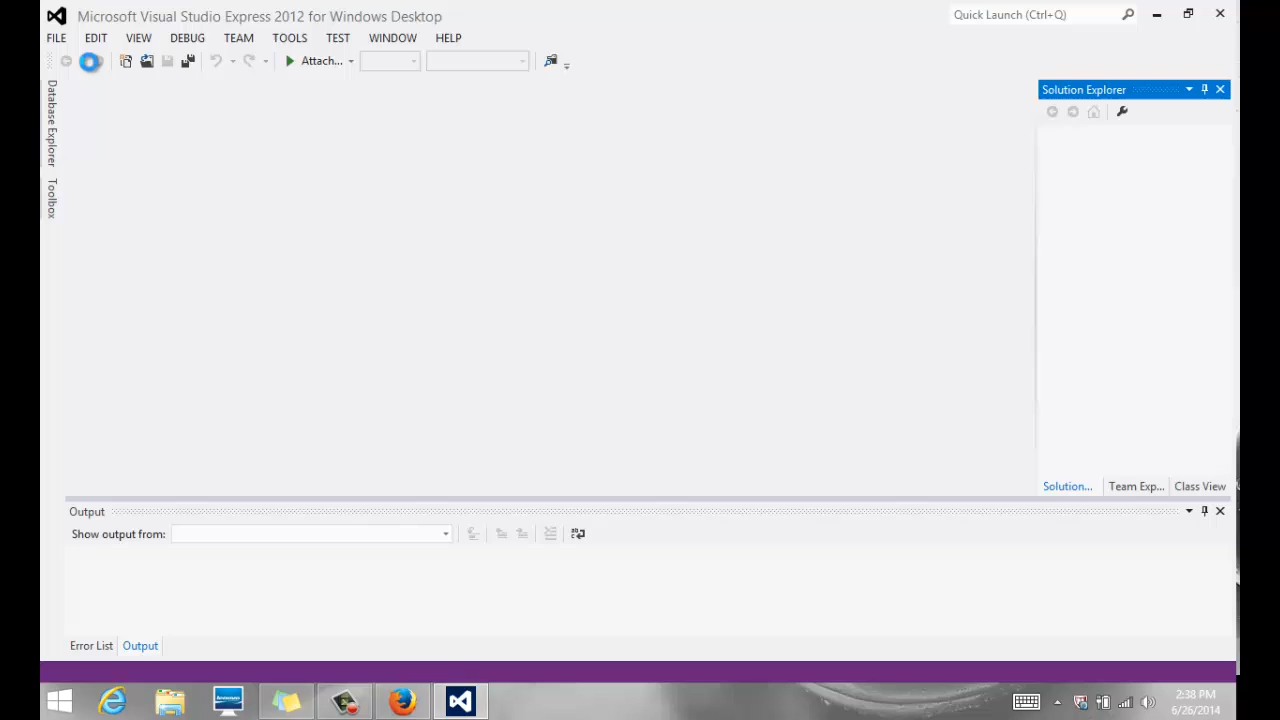 Microsoft Visual Studio Express 2012 for Windows Desktop
Quick Launch (Ctrl+Q)
FILE EDIT VIEW DEBUG TEAM TOOLS TEST WINDOW HELP
Attach...
Database Explorer
Toolbox
Solution Explorer
Solution... Team Exp... Class View
Output
Show output from:
Error List Output
2:38 PM
6/26/2014